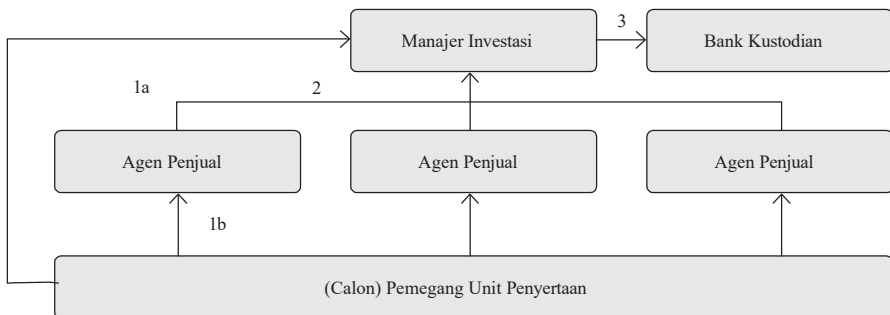 Manajer Investasi
3
Bank Kustodian
1a
2
Agen Penjual
Agen Penjual
Agen Penjual
1b
(Calon) Pemegang Unit Penyertaan